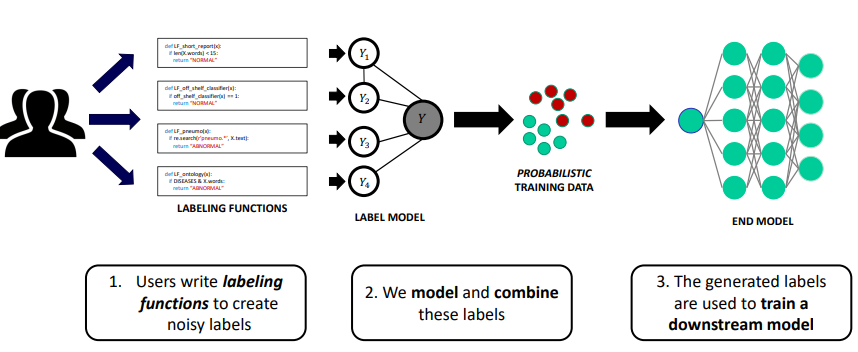 def LF_short_report(x):
if len(X.words) < 15:
return "NORMAL"
def LF_off_shelf_classifier(x):
if off_shelf_classifier(x) == 1:
return "NORMAL"
def LF_pneumo(x):
if re.search(r'pneumo.*', X.text):
return "ABNORMAL"
def LF_ontology(x):
if DISEASES & X.words:
return "ABNORMAL"
LABELING FUNCTIONS
Y1
Y2
Y3
Y4
Y
LABEL MODEL
PROBABILISTIC
TRAINING DATA
END MODEL
1. Users write labeling
functions to create
noisy labels
2. We model and combine
these labels
3. The generated labels
are used to train a
downstream model